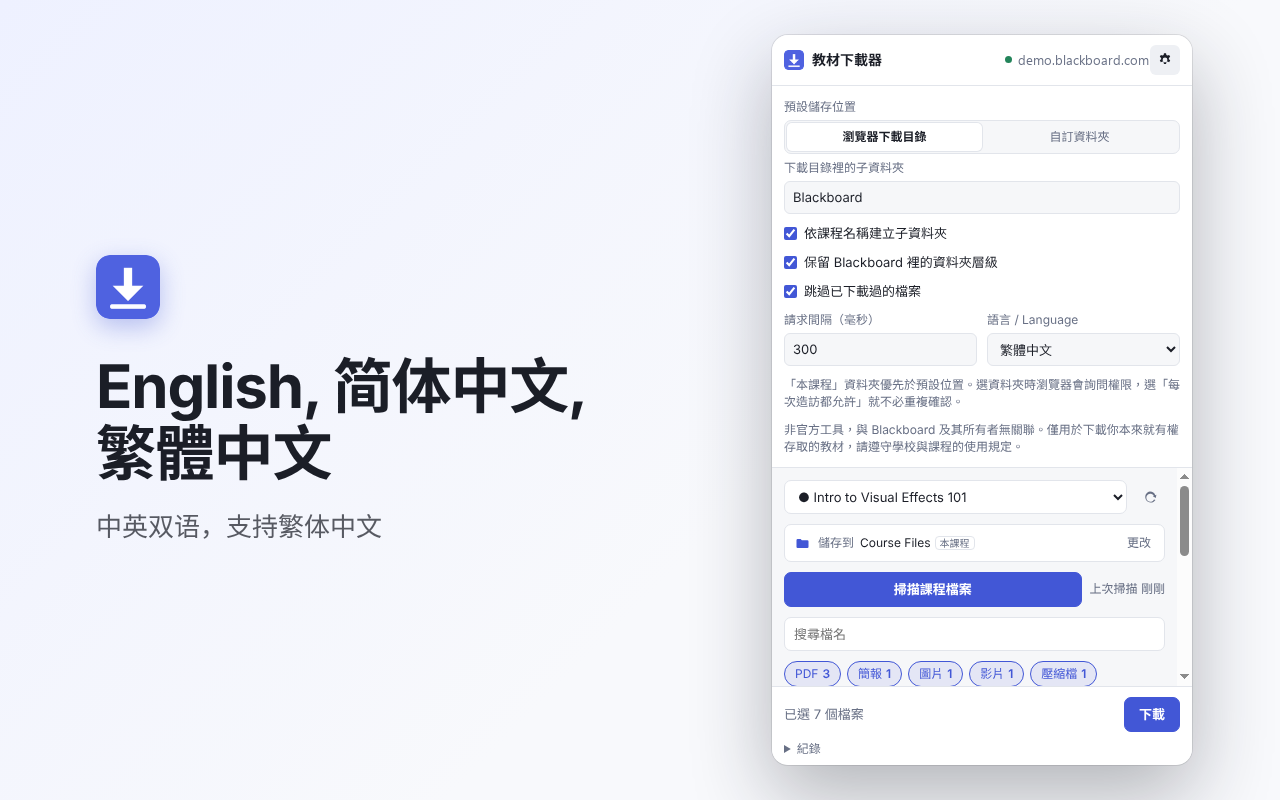 English, 简体中文,
繁體中文
中英双语，支持繁体中文
教材下載器
demo.blackboard.com
預設儲存位置
瀏覽器下載目錄
自訂資料夾
下載目錄裡的子資料夾
Blackboard
依課程名稱建立子資料夾
保留 Blackboard 裡的資料夾層級
跳過已下載過的檔案
請求間隔（毫秒）
語言 / Language
300
繁體中文
「本課程」資料夾優先於預設位置。選資料夾時瀏覽器會詢問權限，選「每
次造訪都允許」就不必重複確認。
非官方工具，與 Blackboard 及其所有者無關聯。僅用於下載你本來就有權
存取的教材，請遵守學校與課程的使用規定。
● Intro to Visual Effects 101
儲存到 Course Files 本課程
更改
掃描課程檔案
上次掃描 剛剛
搜尋檔名
PDF 3
簡報 1
圖片 1
影片 1
壓縮檔 1
已選 7 個檔案
下載
紀錄